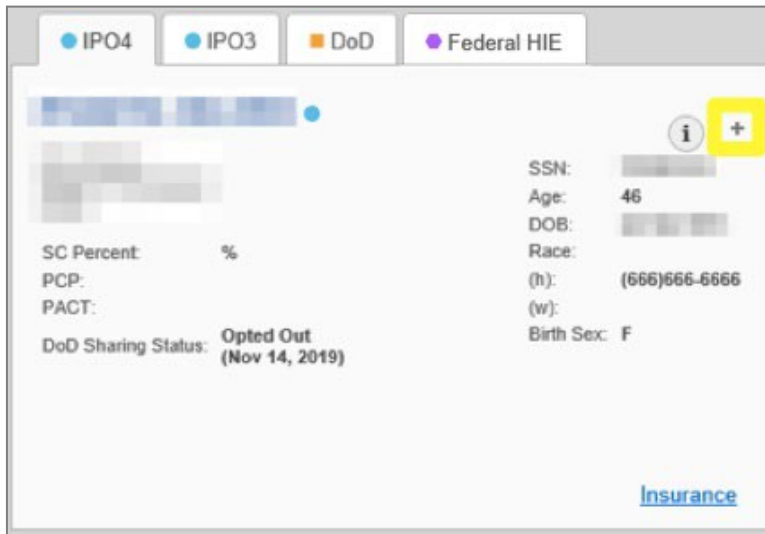 IPO4 IPO3 DoD Federal HIE
i +
SSN:
Age: 46
DOB:
SC Percent: % Race:
PCP: (h): (666)666-6666
PACT: (w):
DoD Sharing Status: Opted Out (Nov 14, 2019) Birth Sex: F
Insurance